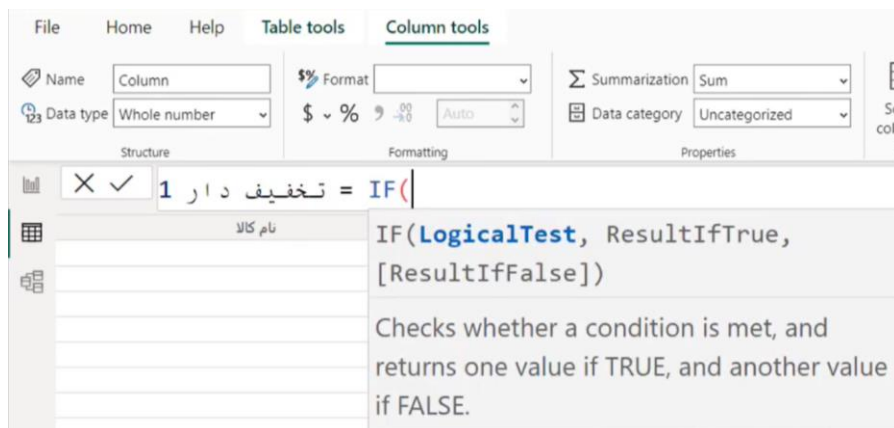 File Home Help Table tools Column tools
Name Column $% Format Summarization Sum
Data type Whole number $ % 9 .00 Auto Data category Uncategorized
Structure Formatting Properties
1 تخفیف دار = IF(
نام کالا
IF(LogicalTest, ResultIfTrue,
[ResultIfFalse])
Checks whether a condition is met, and
returns one value if TRUE, and another value
if FALSE.